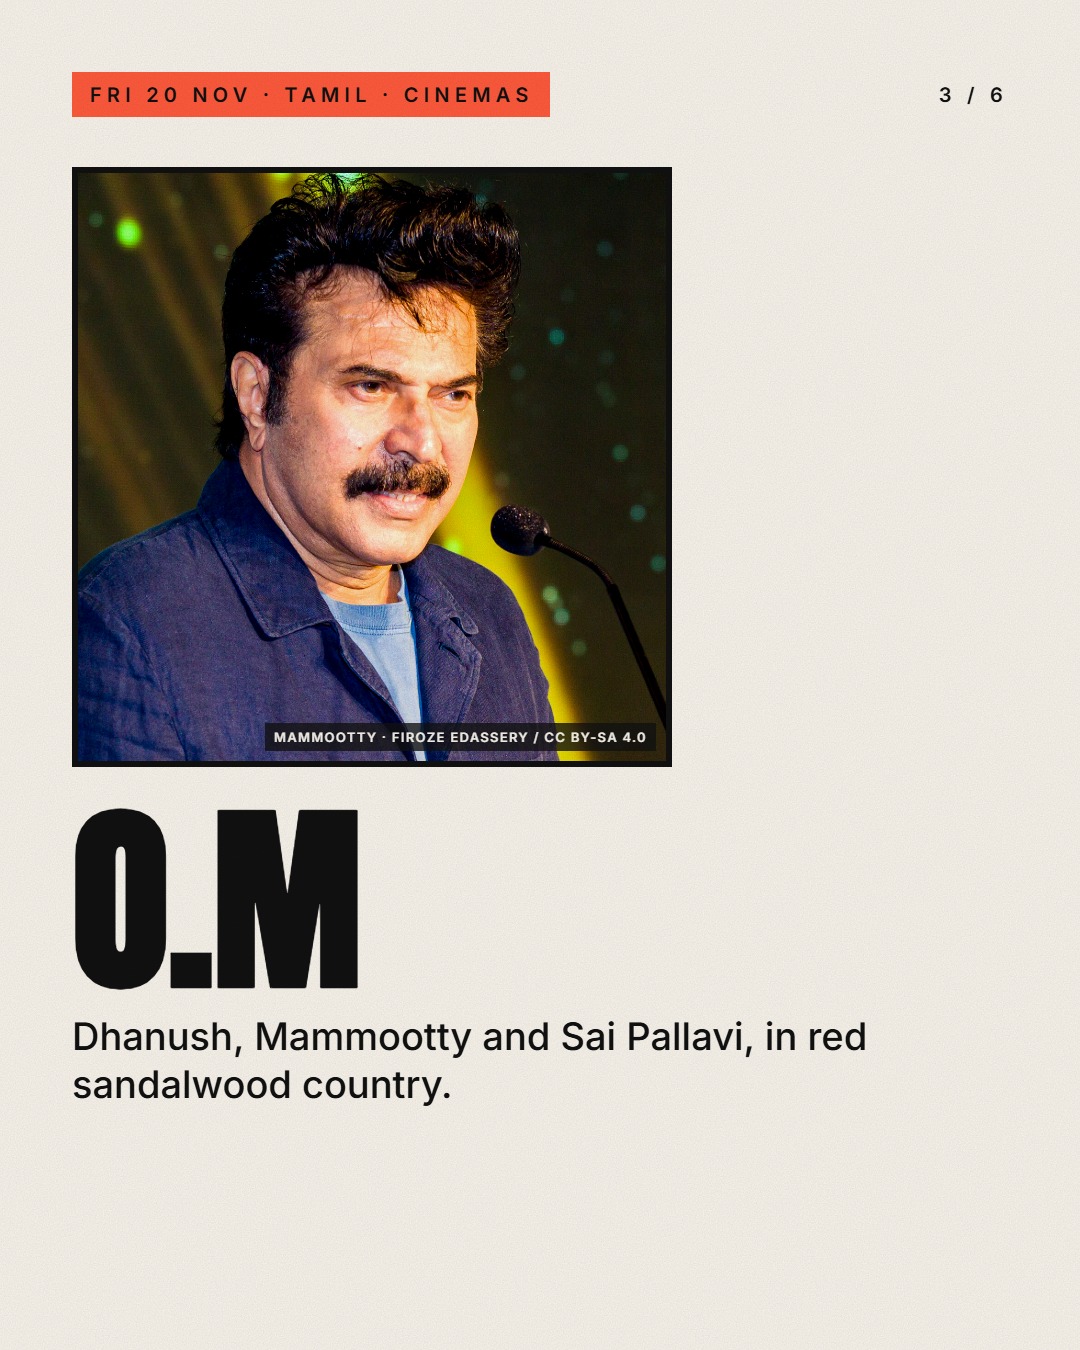 FRI 20 NOV · TAMIL · CINEMAS
3 / 6
MAMMOOTTY · FIROZE EDASSERY / CC BY-SA 4.0
O.M
Dhanush, Mammootty and Sai Pallavi, in red
sandalwood country.